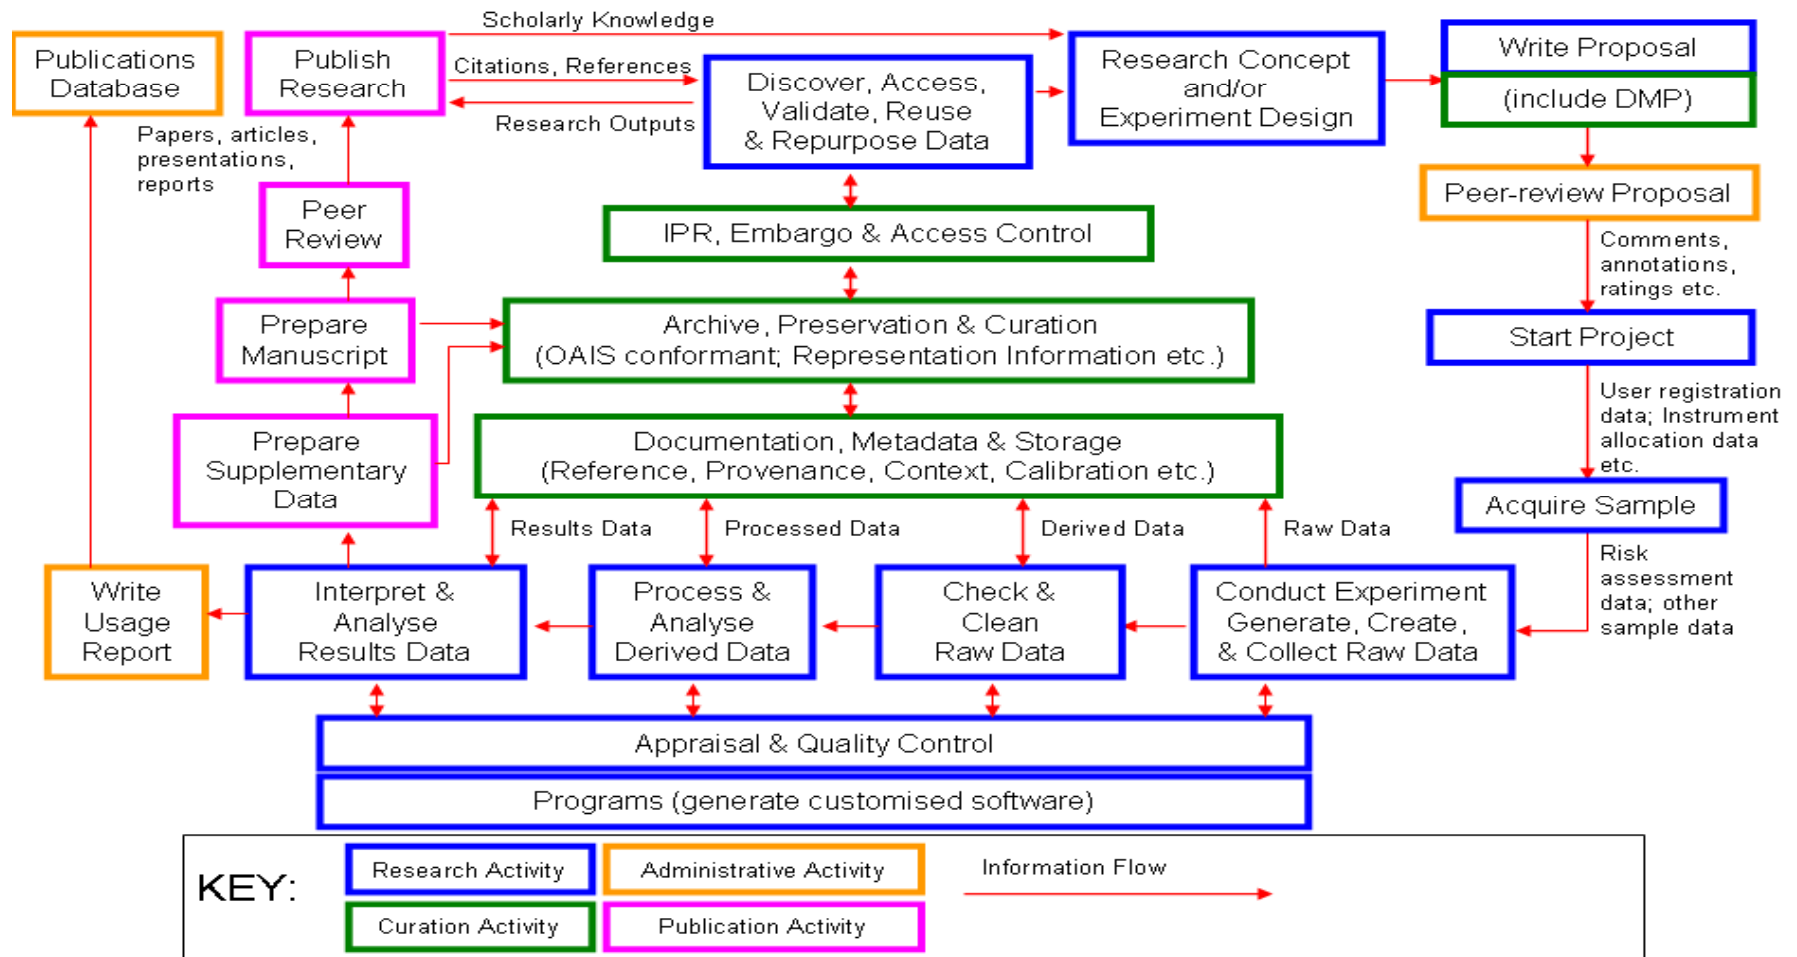 Scholarly Knowledge
Publications
Database
Publish
Research
Citations, References
Research Outputs
Discover, Access,
Validate, Reuse
& Repurpose Data
Research Concept
and/or
Experiment Design
Write Proposal
(include DMP)
Papers, articles,
presentations,
reports
Peer
Review
IPR, Embargo & Access Control
Peer-review Proposal
Comments,
annotations,
ratings etc.
Prepare
Manuscript
Archive, Preservation & Curation
(OAIS conformant; Representation Information etc.)
Start Project
User registration
data; Instrument
allocation data
etc.
Prepare
Supplementary
Data
Documentation, Metadata & Storage
(Reference, Provenance, Context, Calibration etc.)
Acquire Sample
Results Data
Processed Data
Derived Data
Raw Data
Risk
assessment
data; other
sample data
Write
Usage
Report
Interpret &
Analyse
Results Data
Process &
Analyse
Derived Data
Check &
Clean
Raw Data
Conduct Experiment
Generate, Create,
& Collect Raw Data
Appraisal & Quality Control
Programs (generate customised software)
KEY:
Research Activity
Administrative Activity
Information Flow
Curation Activity
Publication Activity